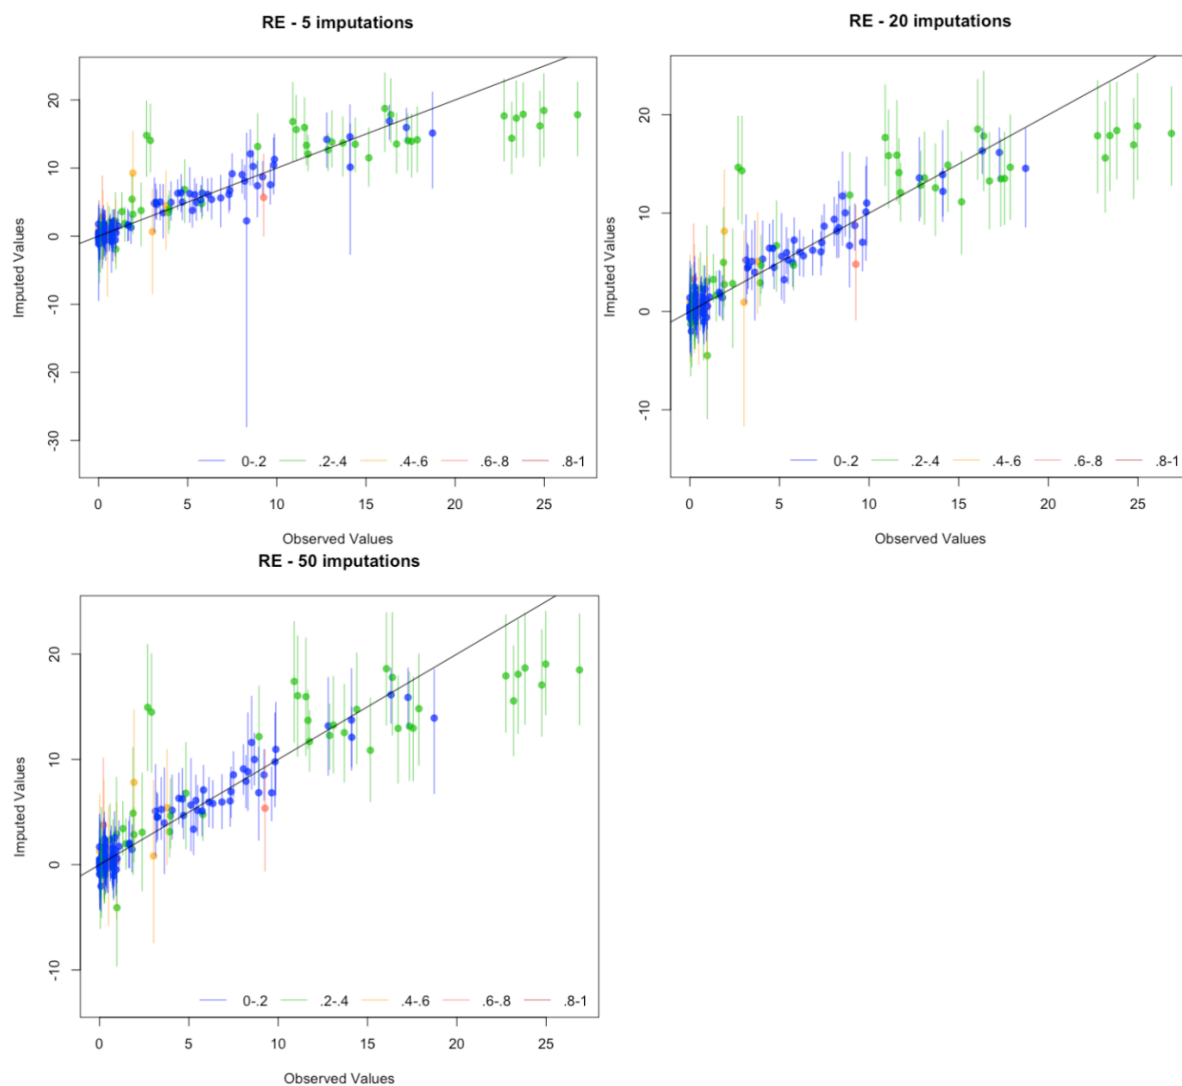 RE - 5 imputations
Imputed Values
20
10
0
-10
-20
-30
0-.2 .2-.4 .4-.6 .6-.8 .8-1
0 5 10 15 20 25
Observed Values
RE - 20 imputations
Imputed Values
20
10
0
-10
0-.2 .2-.4 .4-.6 .6-.8 .8-1
0 5 10 15 20 25
Observed Values
RE - 50 imputations
Imputed Values
20
10
0
-10
0-.2 .2-.4 .4-.6 .6-.8 .8-1
0 5 10 15 20 25
Observed Values